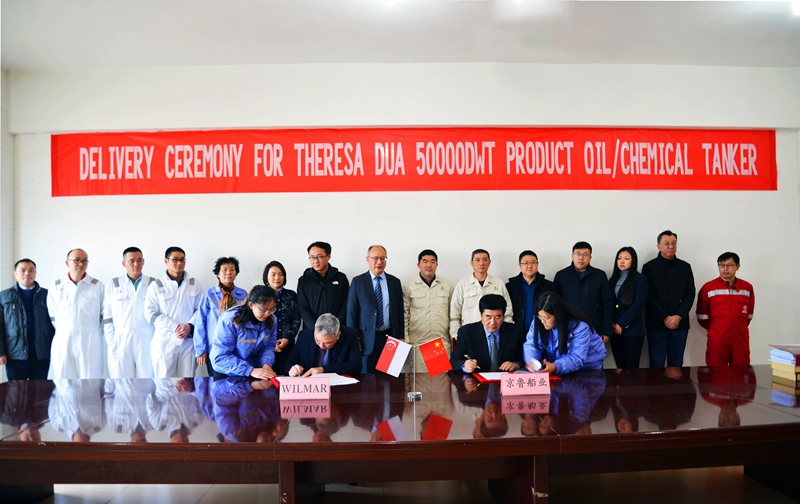 DELIVERY CEREMONY FOR THERESA DUA 50000DWT PRODUCT OIL/CHEMICAL TANKER
WILMAR
京鲁船业